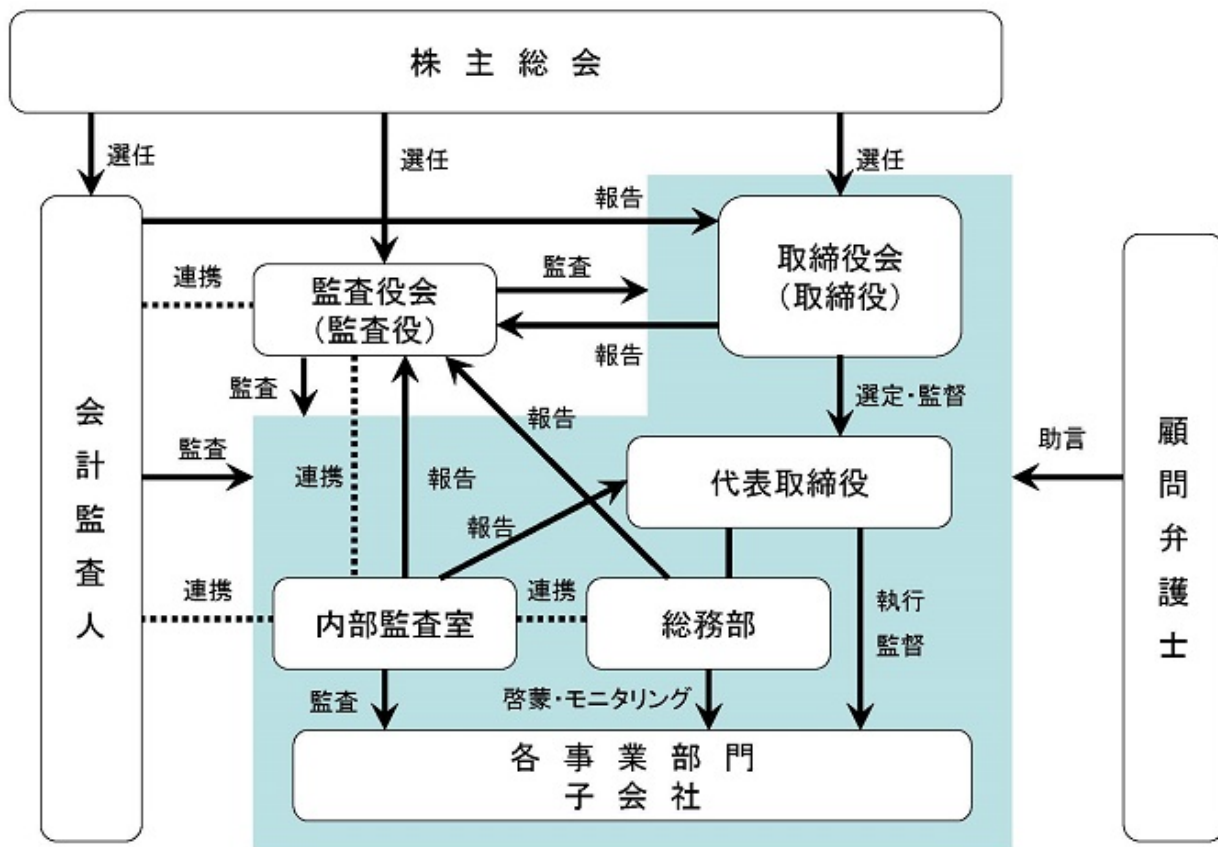 株主総会
選任
選任
選任
報告
取締役会
（取締役）
連携
監査役会
（監査役）
監査
報告
監査
選定・監督
会計監査人
監査
連携
報告
報告
報告
代表取締役
助言
顧問弁護士
連携
内部監査室
連携
総務部
執行
監督
監査
啓蒙・モニタリング
各事業部門
子会社